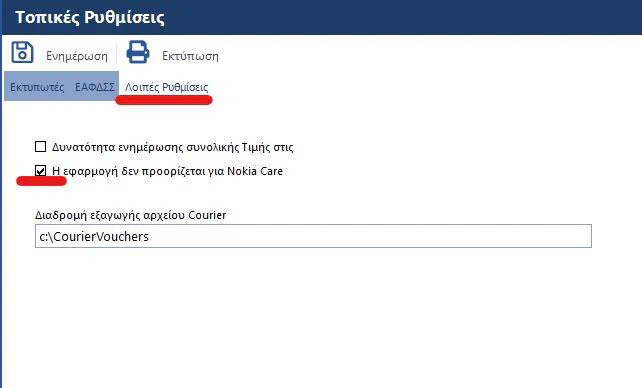 Τοπικές Ρυθμίσεις
Ενημέρωση Εκτύπωση
Εκτυπωτές ΕΑΦΔΣΣ Λοιπές Ρυθμίσεις
Δυνατότητα ενημέρωσης συνολικής Τιμής στις
Η εφαρμογή δεν προορίζεται για Nokia Care
Διαδρομή εξαγωγής αρχείου Courier
c:\CourierVouchers